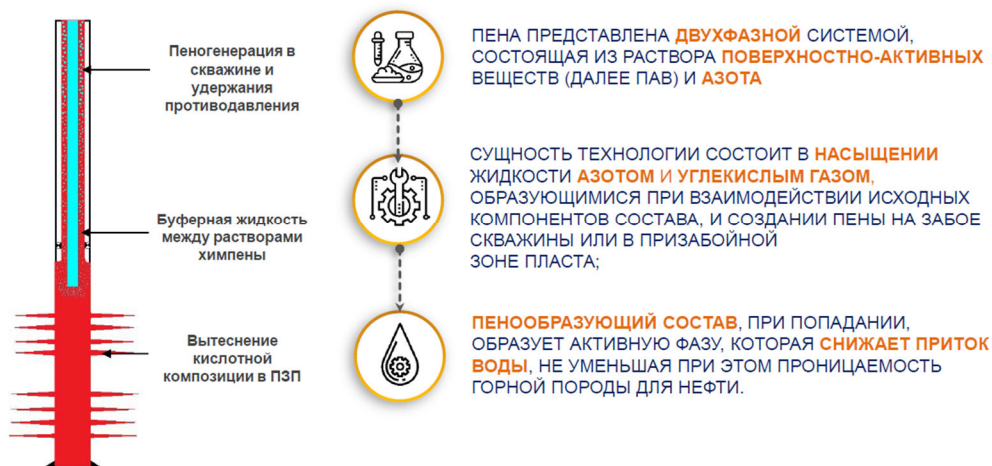 Пеногенерация в
скважине и
удержания
противодавления
Буферная жидкость
между растворами
химпены
Вытеснение
кислотной
композиции в ПЗП
ПЕНА ПРЕДСТАВЛЕНА ДВУХФАЗНОЙ СИСТЕМОЙ,
СОСТОЯЩАЯ ИЗ РАСТВОРА ПОВЕРХНОСТНО-АКТИВНЫХ
ВЕЩЕСТВ (ДАЛЕЕ ПАВ) И АЗОТА
СУЩНОСТЬ ТЕХНОЛОГИИ СОСТОИТ В НАСЫЩЕНИИ
ЖИДКОСТИ АЗОТОМ И УГЛЕКИСЛЫМ ГАЗОМ,
ОБРАЗУЮЩИМИСЯ ПРИ ВЗАИМОДЕЙСТВИИ ИСХОДНЫХ
КОМПОНЕНТОВ СОСТАВА, И СОЗДАНИИ ПЕНЫ НА ЗАБОЕ
СКВАЖИНЫ ИЛИ В ПРИЗАБОЙНОЙ
ЗОНЕ ПЛАСТА;
ПЕНООБРАЗУЮЩИЙ СОСТАВ, ПРИ ПОПАДАНИИ,
ОБРАЗУЕТ АКТИВНУЮ ФАЗУ, КОТОРАЯ СНИЖАЕТ ПРИТОК
ВОДЫ, НЕ УМЕНЬШАЯ ПРИ ЭТОМ ПРОНИЦАЕМОСТЬ
ГОРНОЙ ПОРОДЫ ДЛЯ НЕФТИ.